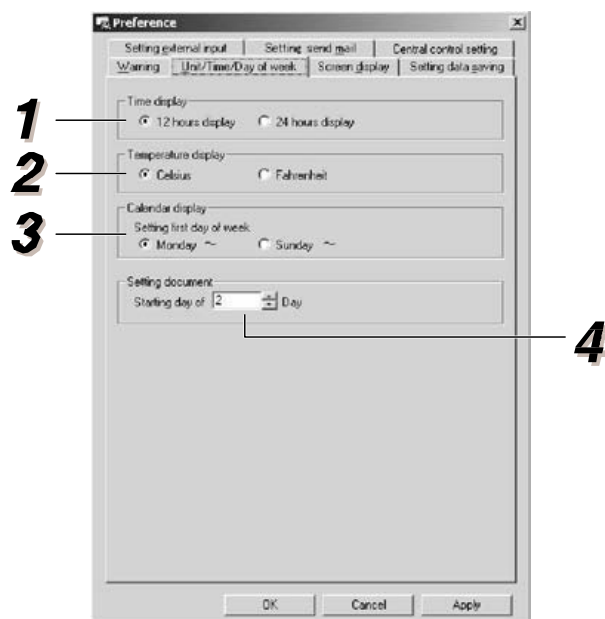 Preference
Setting external input Setting send mail Central control setting
Warning Unit/Time/Day of week Screen display Setting data saving
Time display
1
12 hours display 24 hours display
Temperature display
2
Celsius Fahrenheit
Calendar display
3
Setting first day of week
Monday ～ Sunday ～
Setting document
Starting day of 2 Day
4
OK Cancel Apply